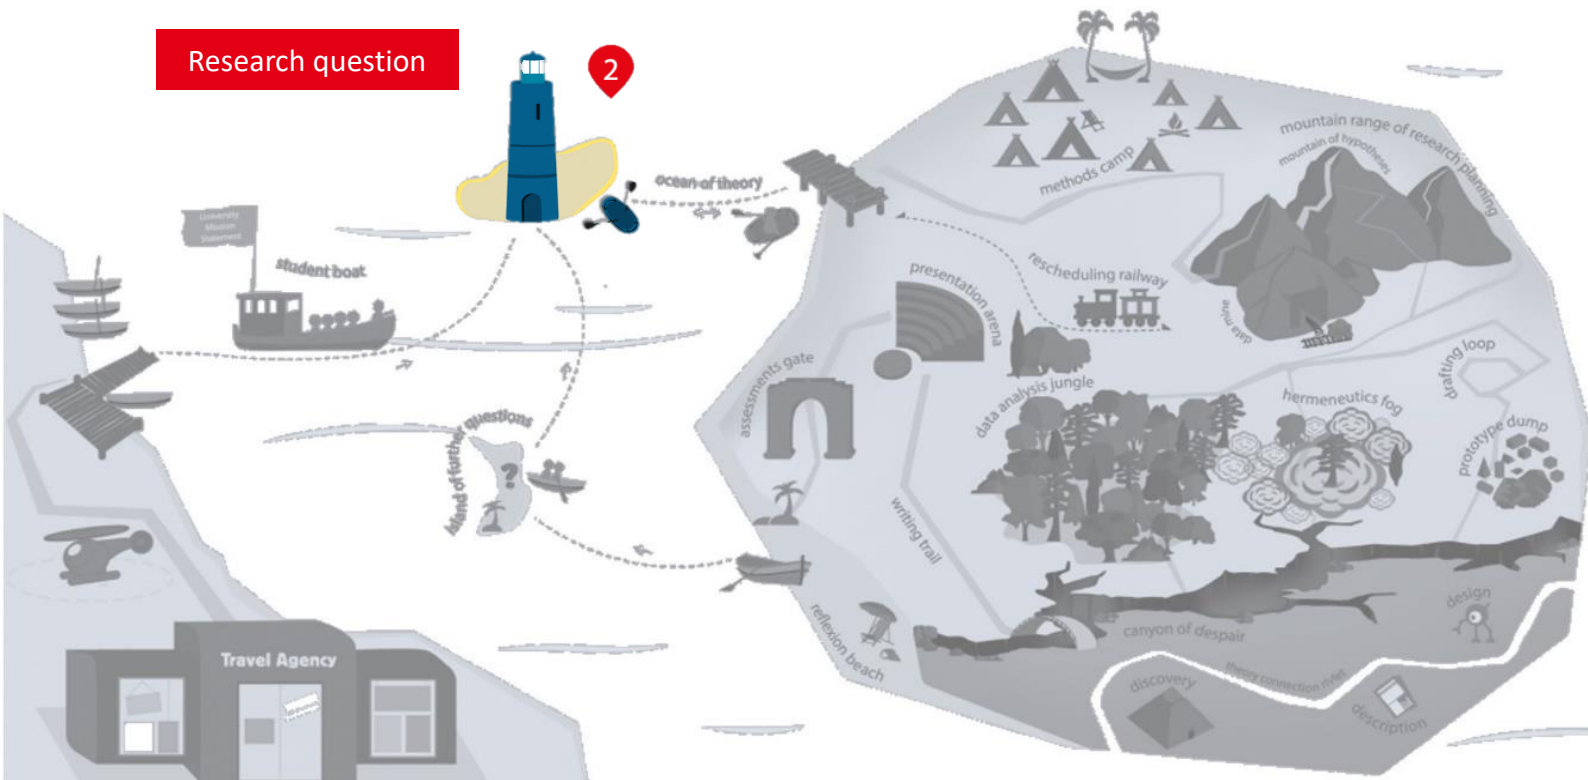 Research question
2
mountain range of research planning
mountain of hypotheses
methods camp
ocean of theory
University
Mission
Statement
student boat
presentation arena
rescheduling railway
data mine
assessments gate
data analysis jungle
hermeneutics fog
drafting loop
prototype dump
island of further questions
?
writing trail
reflexion beach
canyon of despair
design
Travel Agency
discovery
theory connection rivlet
description